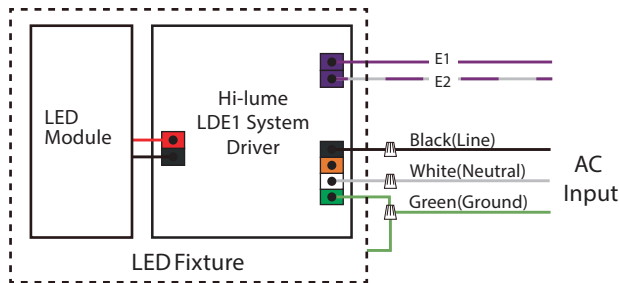 E1
E2
LED
Module
Hi-lume
LDE1 System
Driver
Black(Line)
White(Neutral)
Green(Ground)
AC
Input
LED Fixture